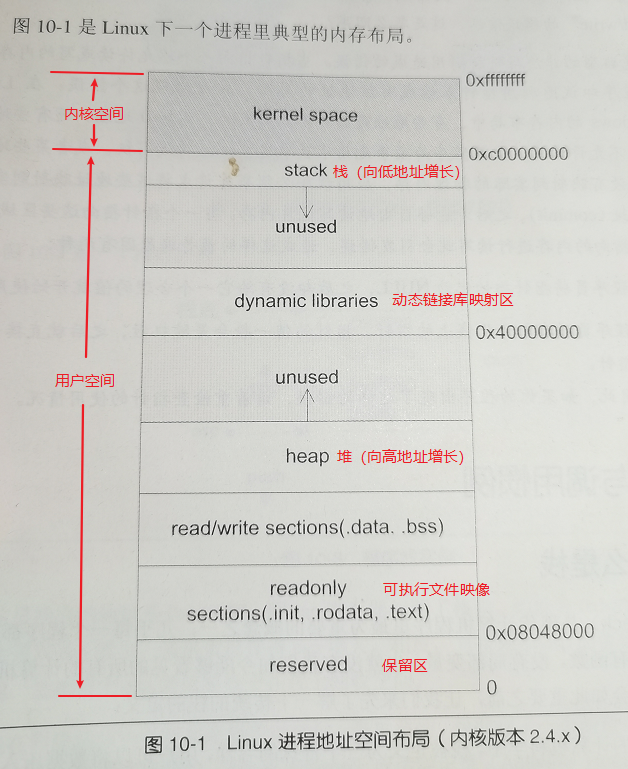 图 10-1 是 Linux 下一个进程里典型的内存布局。
0xffffffff
内核空间
kernel space
0xc0000000
stack 栈（向低地址增长）
unused
dynamic libraries 动态链接库映射区
0x40000000
用户空间
unused
heap 堆（向高地址增长）
read/write sections(.data. .bss)
readonly 可执行文件映像
sections(.init, .rodata, .text)
0x08048000
reserved 保留区
0
图 10-1 Linux 进程地址空间布局（内核版本 2.4.x）